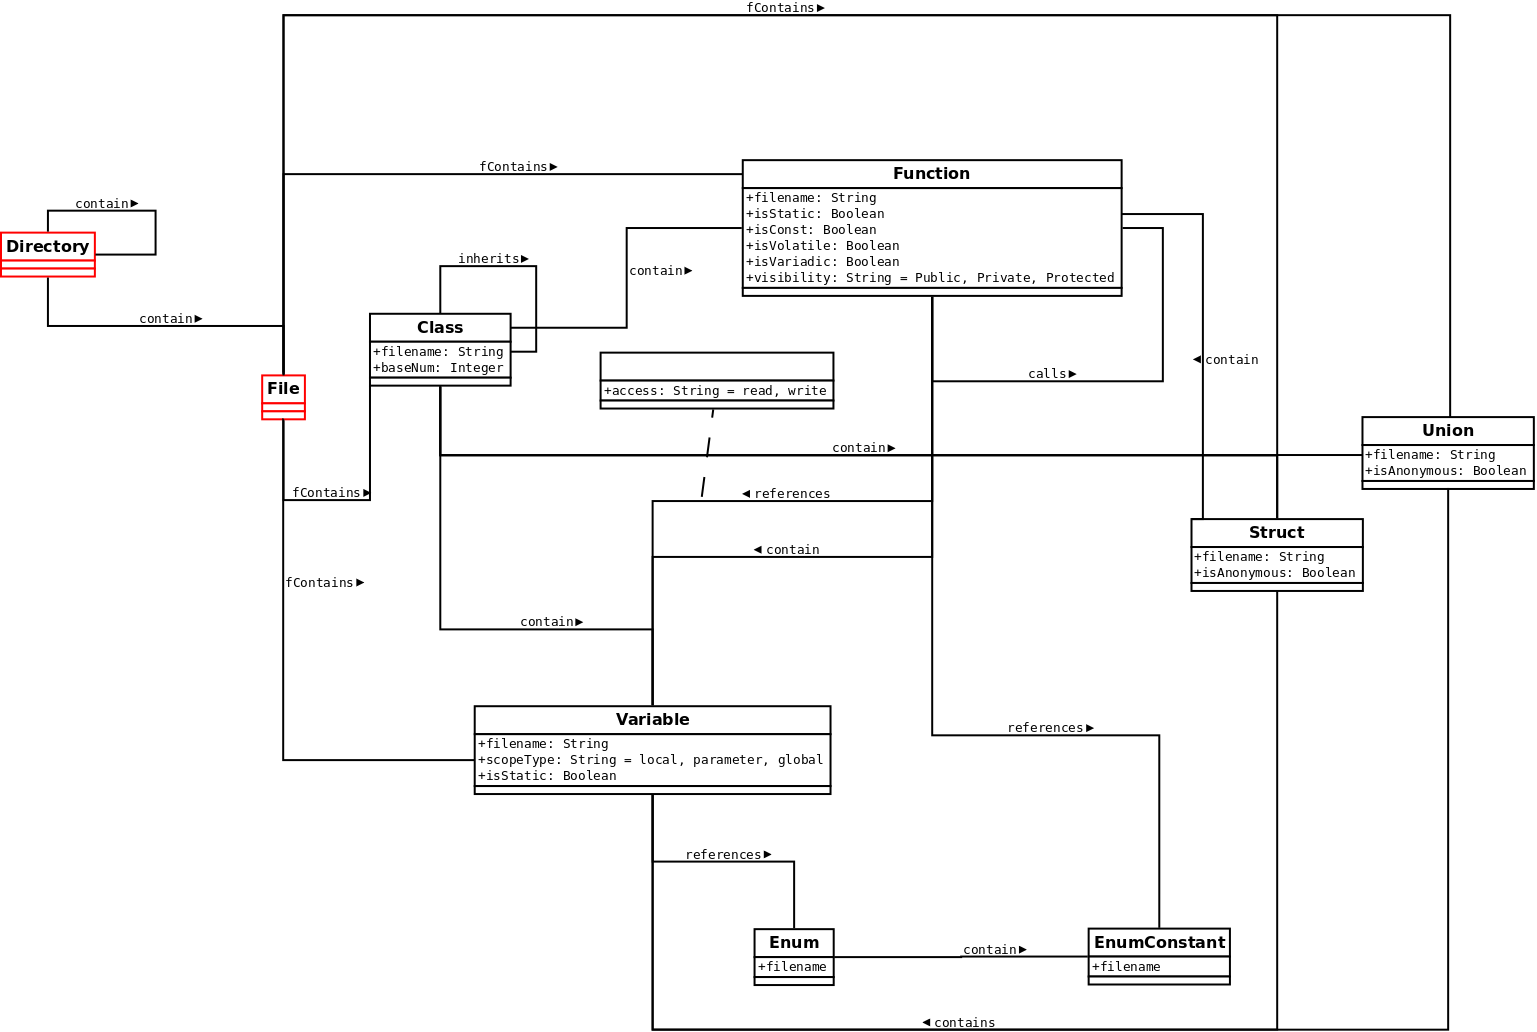 fContains►
fContains►
Function
+filename: String
+isStatic: Boolean
+isConst: Boolean
+isVolatile: Boolean
+isVariadic: Boolean
+visibility: String = Public, Private, Protected
contain►
Directory
contain►
inherits►
contain►
Class
+filename: String
+baseNum: Integer
+access: String = read, write
calls►
◄contain
File
contain►
Union
+filename: String
+isAnonymous: Boolean
fContains►
◄references
Struct
+filename: String
+isAnonymous: Boolean
◄contain
fContains►
contain►
Variable
+filename: String
+scopeType: String = local, parameter, global
+isStatic: Boolean
references►
references►
Enum
+filename
contain►
EnumConstant
+filename
◄contains